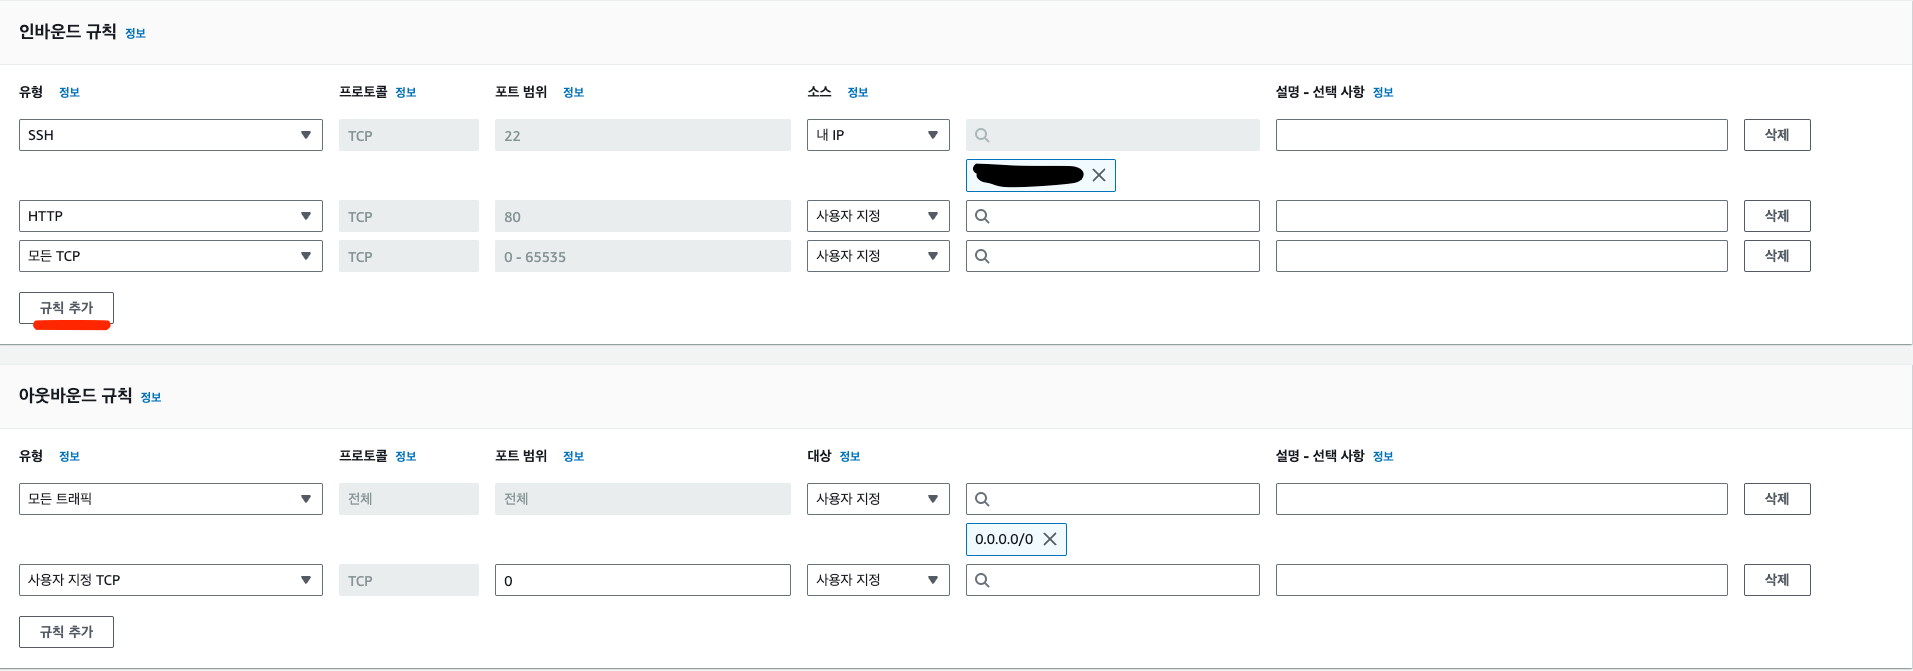 인바운드 규칙 정보
유형 정보 프로토콜 정보 포트 범위 정보 소스 정보 설명 - 선택 사항 정보
SSH TCP 22 내 IP 삭제
HTTP TCP 80 사용자 지정 삭제
모든 TCP TCP 0 - 65535 사용자 지정 삭제
규칙 추가
아웃바운드 규칙 정보
유형 정보 프로토콜 정보 포트 범위 정보 대상 정보 설명 - 선택 사항 정보
모든 트래픽 전체 전체 사용자 지정 삭제
0.0.0.0/0
사용자 지정 TCP TCP 0 사용자 지정 삭제
규칙 추가